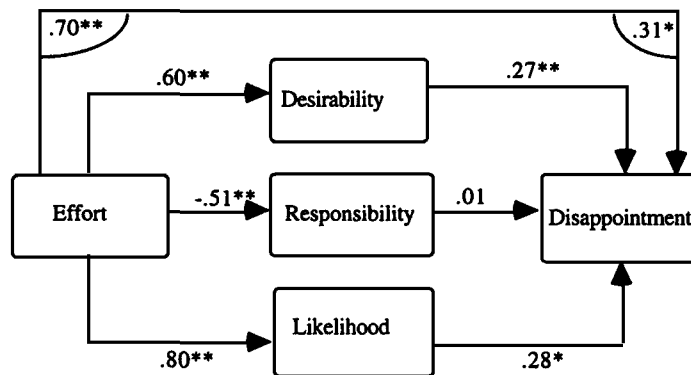 .70** .31*
.60** Desirability .27**
Effort -.51** Responsibility .01 Disappointment
.80** Likelihood .28*